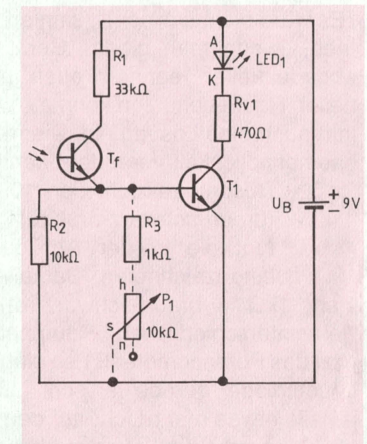 R1
33kΩ
A
LED1
K
Rv1
470Ω
Tf
T1
UB
+
−
9V
R2
10kΩ
R3
1kΩ
h
P1
s
10kΩ
n